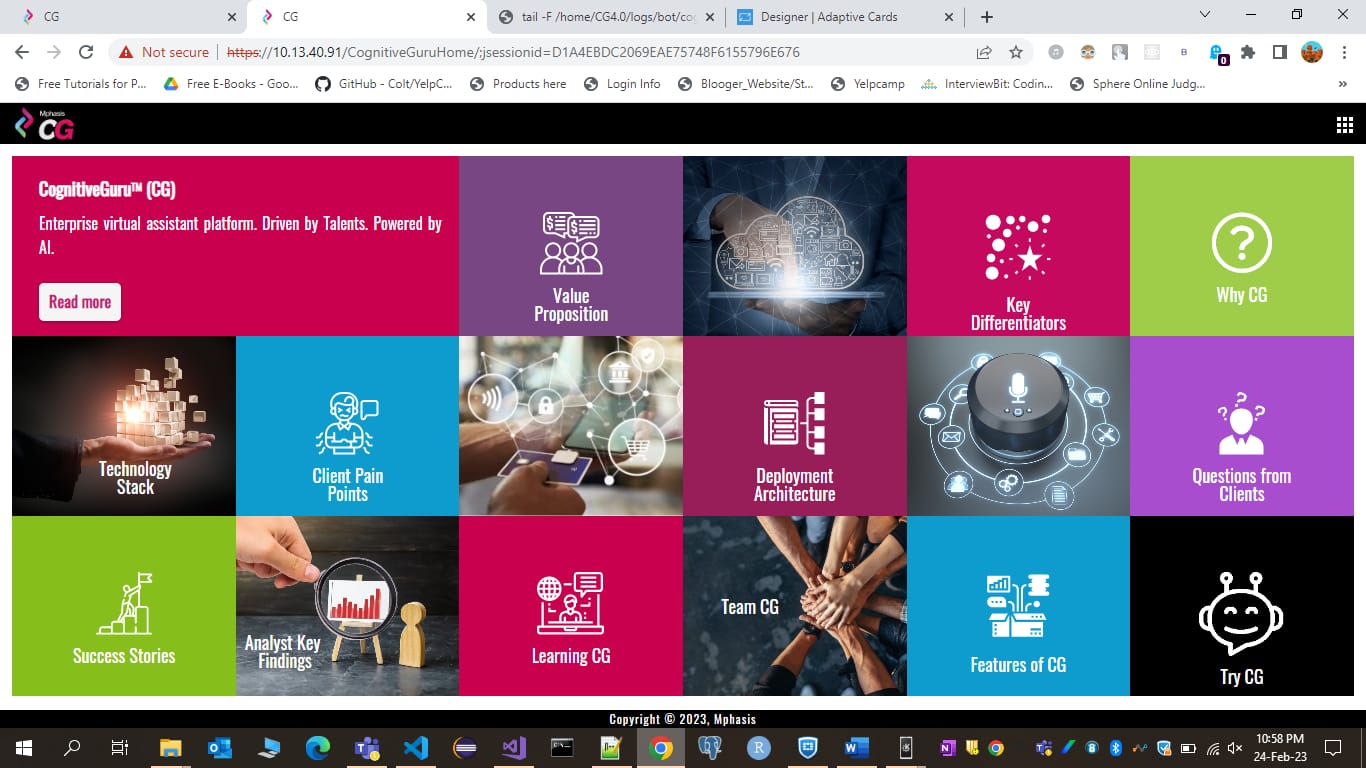 CG
CG
tail -F /home/CG4.0/logs/bot/cog
Designer | Adaptive Cards
Not secure
https://10.13.40.91/CognitiveGuruHome/;jsessionid=D1A4EBDC2069EAE75748F6155796E676
B
0
Free Tutorials for P...
Free E-Books - Goo...
GitHub - Colt/YelpC...
Products here
Login Info
Blooger_Website/St...
Yelpcamp
InterviewBit: Codin...
Sphere Online Judg...
»
Mphasis
CG
CognitiveGuru™ (CG)
Enterprise virtual assistant platform. Driven by Talents. Powered by
AI.
Read more
Value
Proposition
Key
Differentiators
Why CG
Technology
Stack
Client Pain
Points
Deployment
Architecture
Questions from
Clients
Success Stories
Analyst Key
Findings
Learning CG
Team CG
Features of CG
Try CG
Copyright © 2023, Mphasis
10:58 PM
24-Feb-23